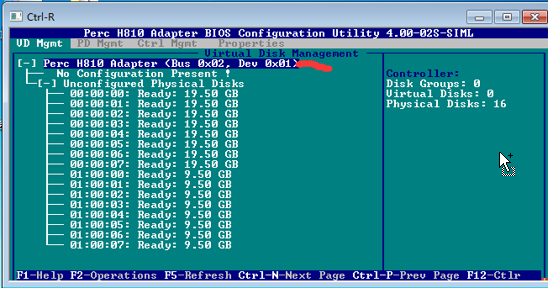 Ctrl-R
Perc H810 Adapter BIOS Configuration Utility 4.00-02S-SIML
VD Mgmt PD Mgmt Ctrl Mgmt Properties
Virtual Disk Management
[-] Perc H810 Adapter (Bus 0x02, Dev 0x01)
No Configuration Present !
[-] Unconfigured Physical Disks
00:00:00: Ready: 19.50 GB
00:00:01: Ready: 19.50 GB
00:00:02: Ready: 19.50 GB
00:00:03: Ready: 19.50 GB
00:00:04: Ready: 19.50 GB
00:00:05: Ready: 19.50 GB
00:00:06: Ready: 19.50 GB
00:00:07: Ready: 19.50 GB
01:00:00: Ready: 9.50 GB
01:00:01: Ready: 9.50 GB
01:00:02: Ready: 9.50 GB
01:00:03: Ready: 9.50 GB
01:00:04: Ready: 9.50 GB
01:00:05: Ready: 9.50 GB
01:00:06: Ready: 9.50 GB
01:00:07: Ready: 9.50 GB
Controller:
Disk Groups: 0
Virtual Disks: 0
Physical Disks: 16
F1-Help F2-Operations F5-Refresh Ctrl-N-Next Page Ctrl-P-Prev Page F12-Ctlr